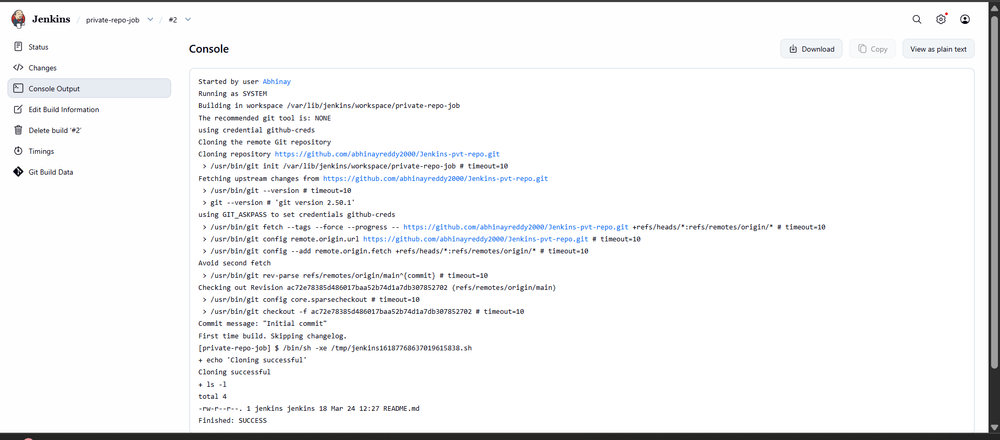 Jenkins / private-repo-job / #2
Status
Changes
Console Output
Edit Build Information
Delete build ‘#2’
Timings
Git Build Data
Console
Download
Copy
View as plain text
Started by user Abhinay
Running as SYSTEM
Building in workspace /var/lib/jenkins/workspace/private-repo-job
The recommended git tool is: NONE
using credential github-creds
Cloning the remote Git repository
Cloning repository https://github.com/abhinayreddy2000/Jenkins-pvt-repo.git
 > /usr/bin/git init /var/lib/jenkins/workspace/private-repo-job # timeout=10
Fetching upstream changes from https://github.com/abhinayreddy2000/Jenkins-pvt-repo.git
 > /usr/bin/git --version # timeout=10
 > git --version # 'git version 2.50.1'
using GIT_ASKPASS to set credentials github-creds
 > /usr/bin/git fetch --tags --force --progress -- https://github.com/abhinayreddy2000/Jenkins-pvt-repo.git +refs/heads/*:refs/remotes/origin/* # timeout=10
 > /usr/bin/git config remote.origin.url https://github.com/abhinayreddy2000/Jenkins-pvt-repo.git # timeout=10
 > /usr/bin/git config --add remote.origin.fetch +refs/heads/*:refs/remotes/origin/* # timeout=10
Avoid second fetch
 > /usr/bin/git rev-parse refs/remotes/origin/main^{commit} # timeout=10
Checking out Revision ac72e78385d486017baa52b74d1a7db307852702 (refs/remotes/origin/main)
 > /usr/bin/git config core.sparsecheckout # timeout=10
 > /usr/bin/git checkout -f ac72e78385d486017baa52b74d1a7db307852702 # timeout=10
Commit message: "Initial commit"
First time build. Skipping changelog.
[private-repo-job] $ /bin/sh -xe /tmp/jenkins16187768637019615838.sh
+ echo 'Cloning successful'
Cloning successful
+ ls -l
total 4
-rw-r--r--. 1 jenkins jenkins 18 Mar 24 12:27 README.md
Finished: SUCCESS